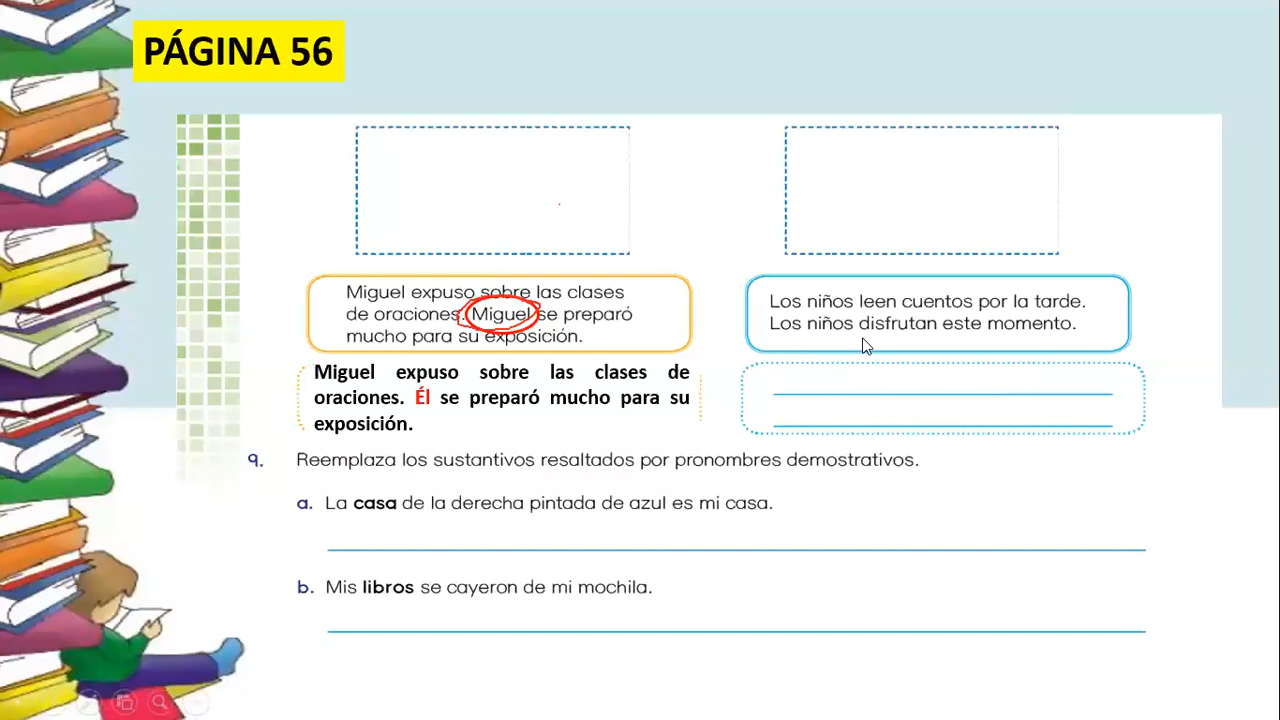 PÁGINA 56
Miguel expuso sobre las clases
de oraciones. Miguel se preparó
mucho para su exposición.
Los niños leen cuentos por la tarde.
Los niños disfrutan este momento.
Miguel expuso sobre las clases de
oraciones. Él se preparó mucho para su
exposición.
9. Reemplaza los sustantivos resaltados por pronombres demostrativos.
a. La casa de la derecha pintada de azul es mi casa.
b. Mis libros se cayeron de mi mochila.